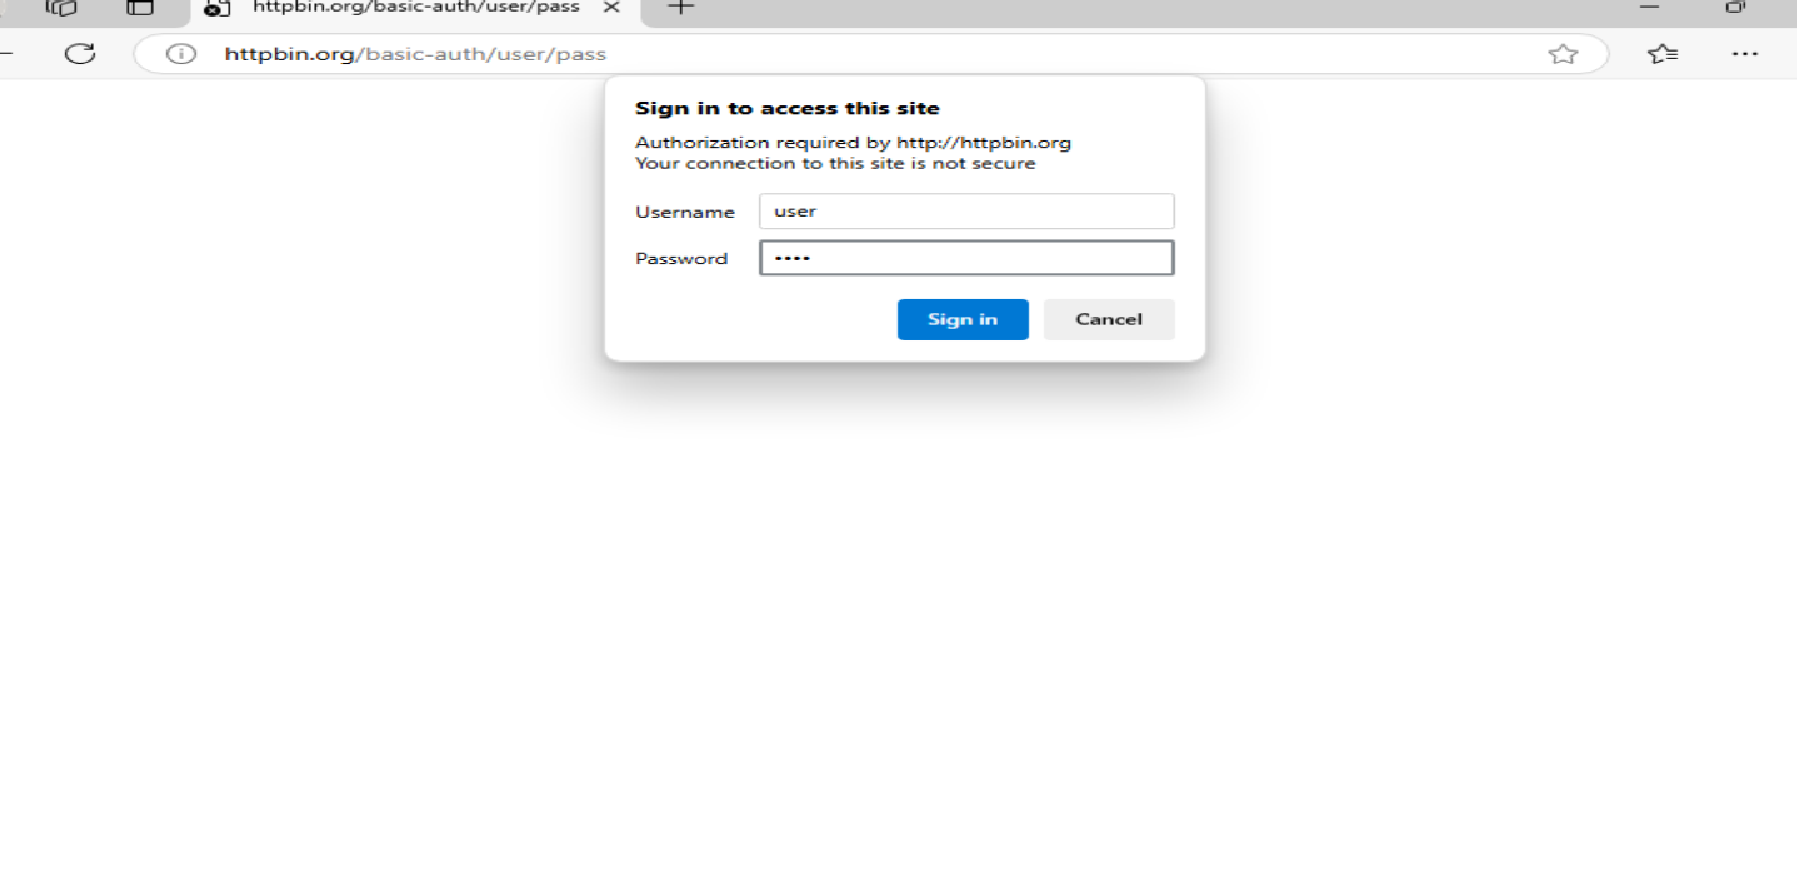 httpbin.org/basic-auth/user/pass
httpbin.org/basic-auth/user/pass
Sign in to access this site
Authorization required by http://httpbin.org
Your connection to this site is not secure
Username user
Password ••••
Sign in Cancel